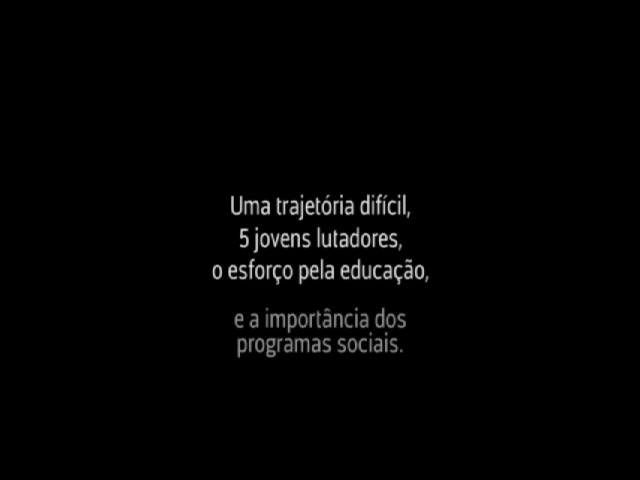 Uma trajetória difícil,
5 jovens lutadores,
o esforço pela educação,
e a importância dos
programas sociais.